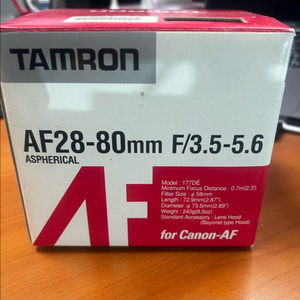 TAMRON
AF28-80mm F/3.5-5.6
ASPHERICAL
Model : 177DE
Minimum Focus Distance : 0.7m(2.3')
Filter Size : φ58mm
Length : 72.9mm(2.87")
Diameter φ 73.5mm(2.89")
Weight : 240g(8.5oz)
Standard Accessory : Lens Hood
(Bayonet type Hood)
AF
for Canon-AF